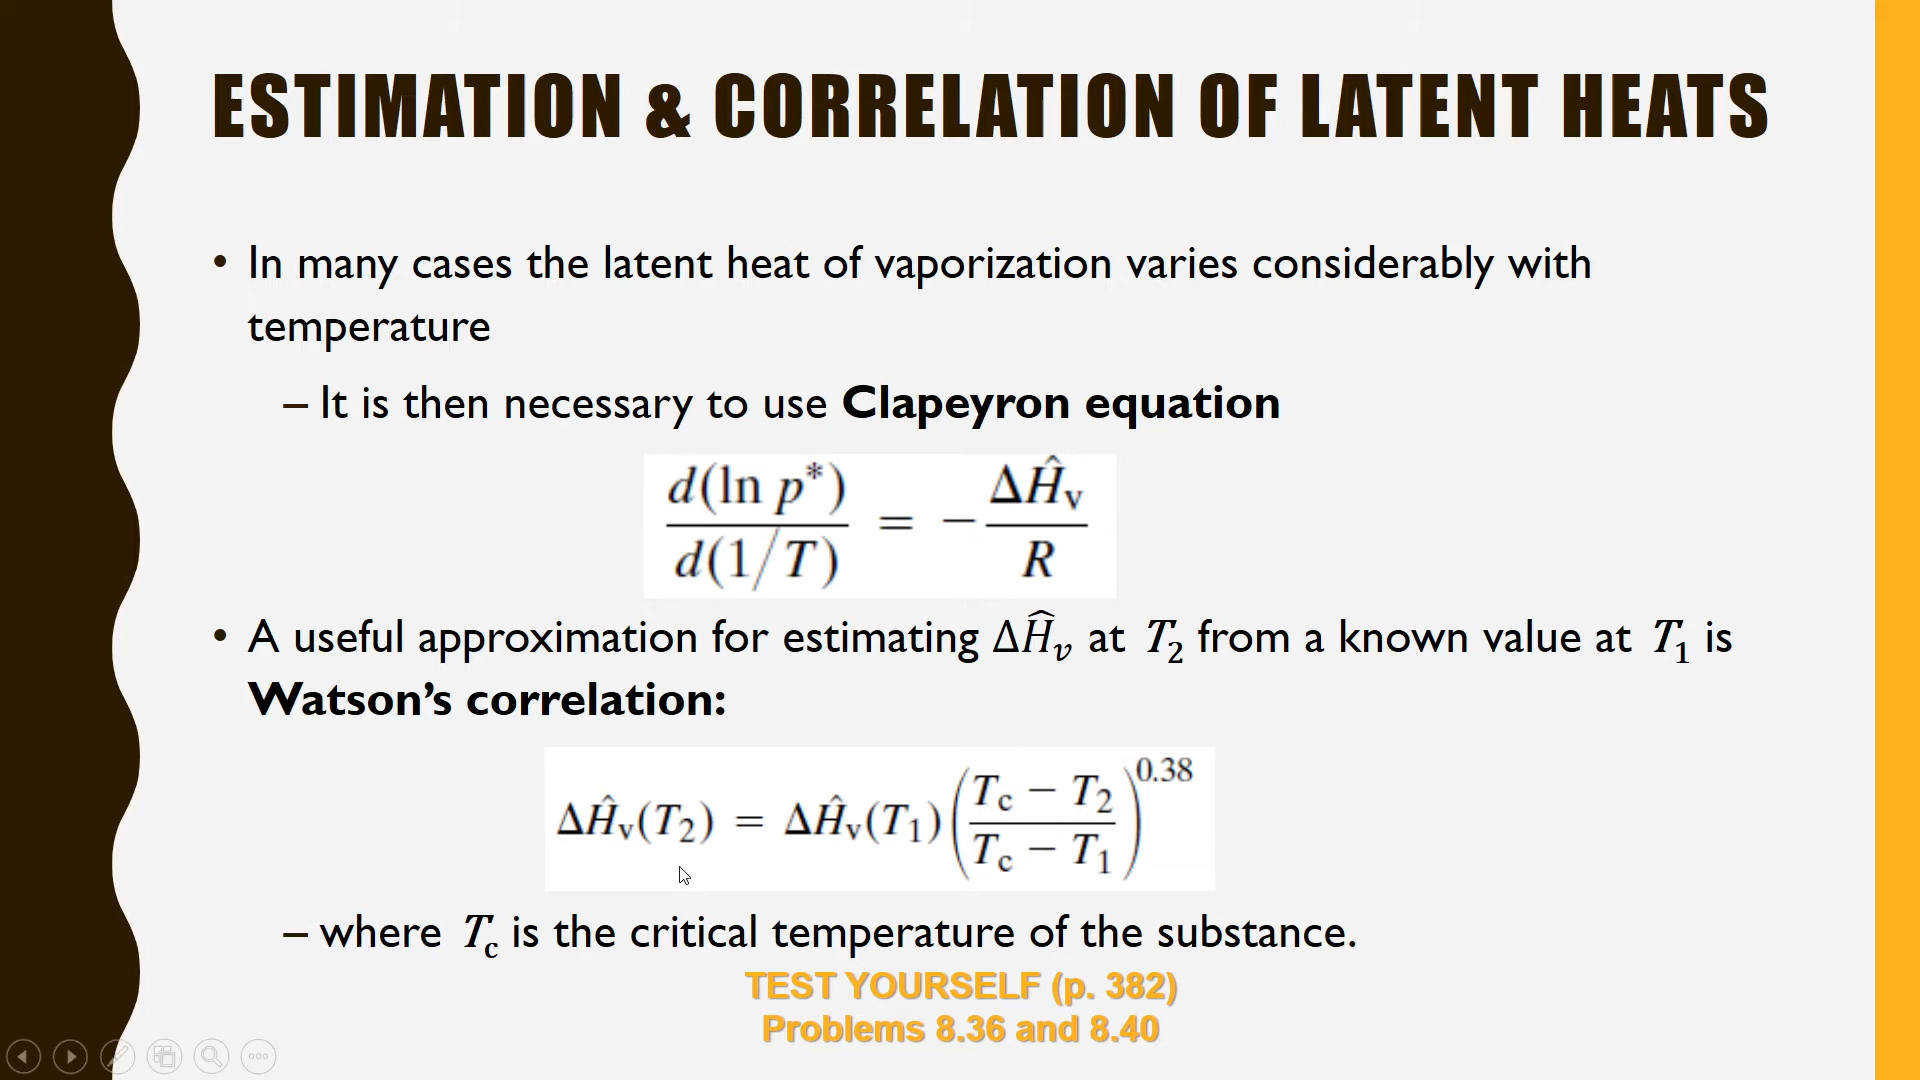 ESTIMATION & CORRELATION OF LATENT HEATS
• In many cases the latent heat of vaporization varies considerably with
temperature
– It is then necessary to use Clapeyron equation
d(ln p*) / d(1/T) = − ΔĤv / R
• A useful approximation for estimating ΔĤv at T2 from a known value at T1 is
Watson’s correlation:
ΔĤv(T2) = ΔĤv(T1) ( (Tc − T2) / (Tc − T1) )^0.38
– where Tc is the critical temperature of the substance.
TEST YOURSELF (p. 382)
Problems 8.36 and 8.40